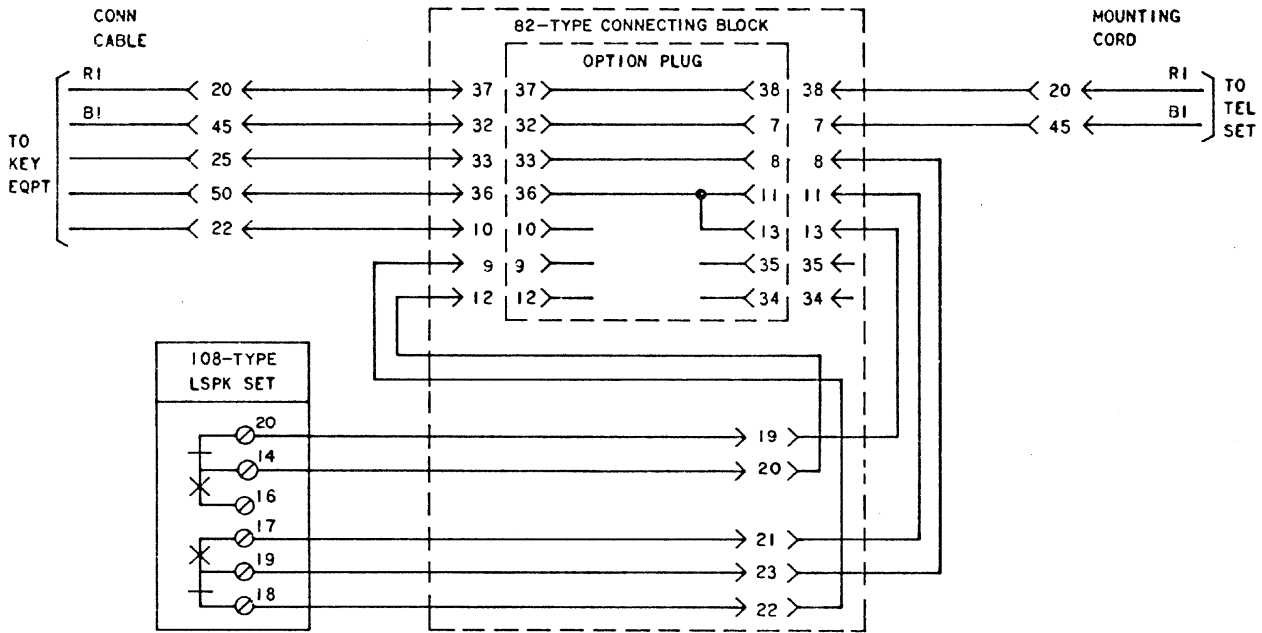 CONN
CABLE
82-TYPE CONNECTING BLOCK
MOUNTING
CORD
OPTION PLUG
R1 20 37 37 38 38 20 R1
B1 45 32 32 7 7 45 B1
TO
KEY
EQPT
TO
TEL
SET
25 33 33 8 8
50 36 36 11 11
22 10 10 13 13
9 9 35 35
12 12 34 34
108-TYPE
LSPK SET
20 19
14 20
16
17 21
19 23
18 22